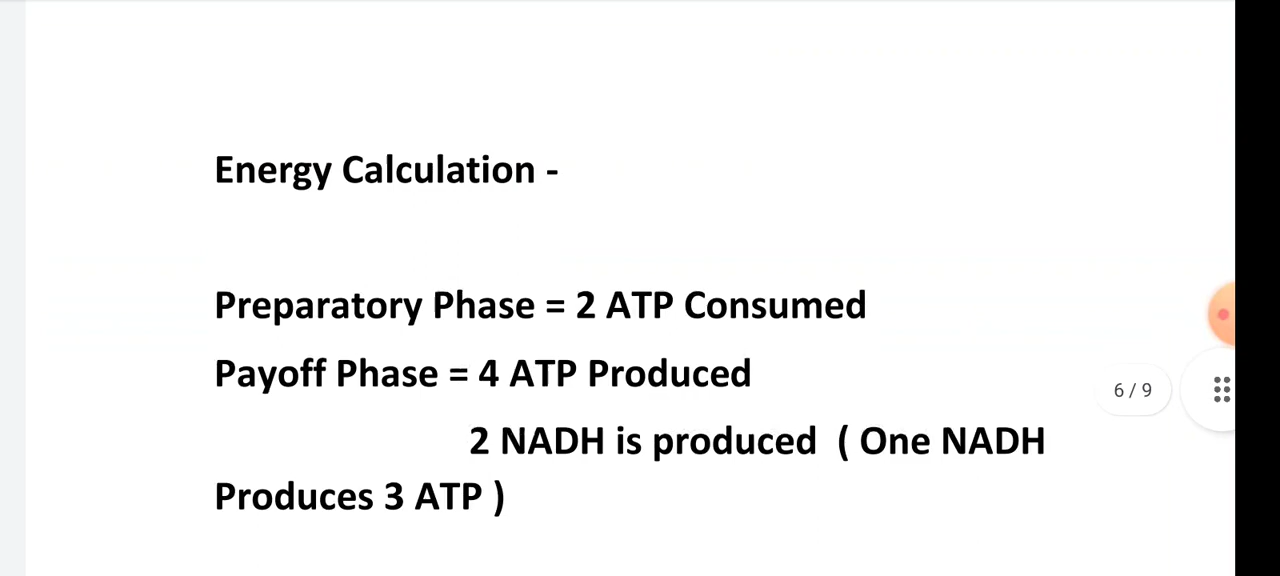 Energy Calculation -
Preparatory Phase = 2 ATP Consumed
Payoff Phase = 4 ATP Produced
6 / 9
2 NADH is produced ( One NADH
Produces 3 ATP )